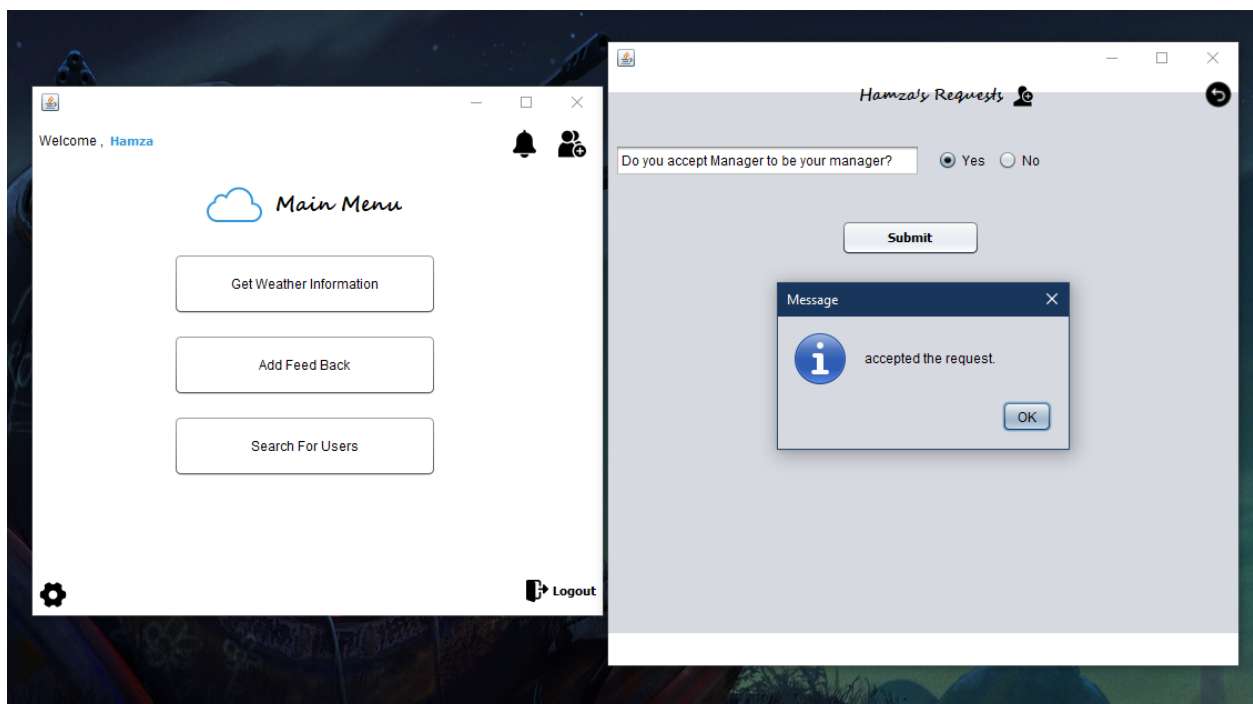 Welcome , Hamza
Main Menu
Get Weather Information
Add Feed Back
Search For Users
Logout
Hamza's Requests
Do you accept Manager to be your manager?
Yes No
Submit
Message
accepted the request.
OK